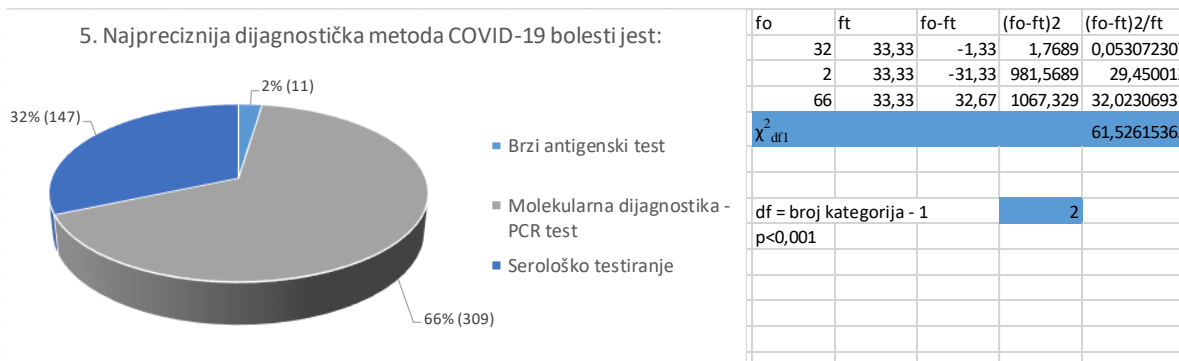 5. Najpreciznija dijagnostička metoda COVID-19 bolesti jest:
2% (11)
32% (147)
66% (309)
Brzi antigenski test
Molekularna dijagnostika -
PCR test
Serološko testiranje
fo ft fo-ft (fo-ft)2 (fo-ft)2/ft
32 33,33 -1,33 1,7689 0,05307230
2 33,33 -31,33 981,5689 29,45001
66 33,33 32,67 1067,329 32,0230693
χ²df1 61,5261536
df = broj kategorija - 1 2
p<0,001